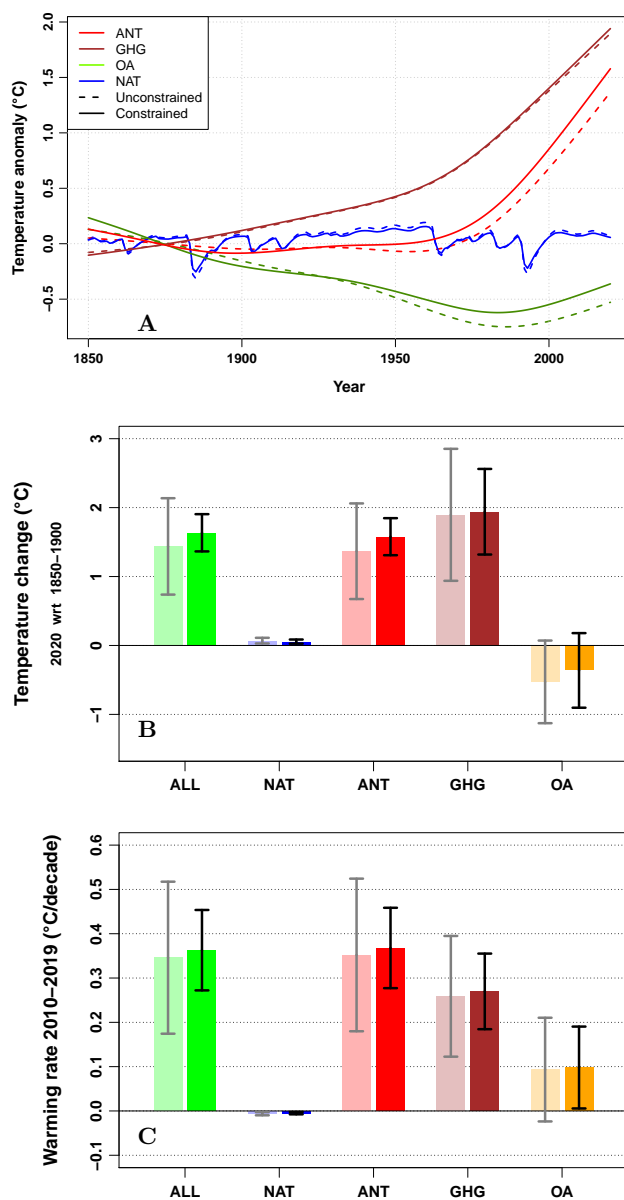 ANT
GHG
OA
NAT
Unconstrained
Constrained
Temperature anomaly (°C)
2.0
1.5
1.0
0.5
0.0
−0.5
A
1850
1900
1950
2000
Year
Temperature change (°C)
2020 wrt 1850−1900
3
2
1
0
−1
B
ALL
NAT
ANT
GHG
OA
Warming rate 2010−2019 (°C/decade)
0.6
0.5
0.4
0.3
0.2
0.1
0.0
−0.1
C
ALL
NAT
ANT
GHG
OA